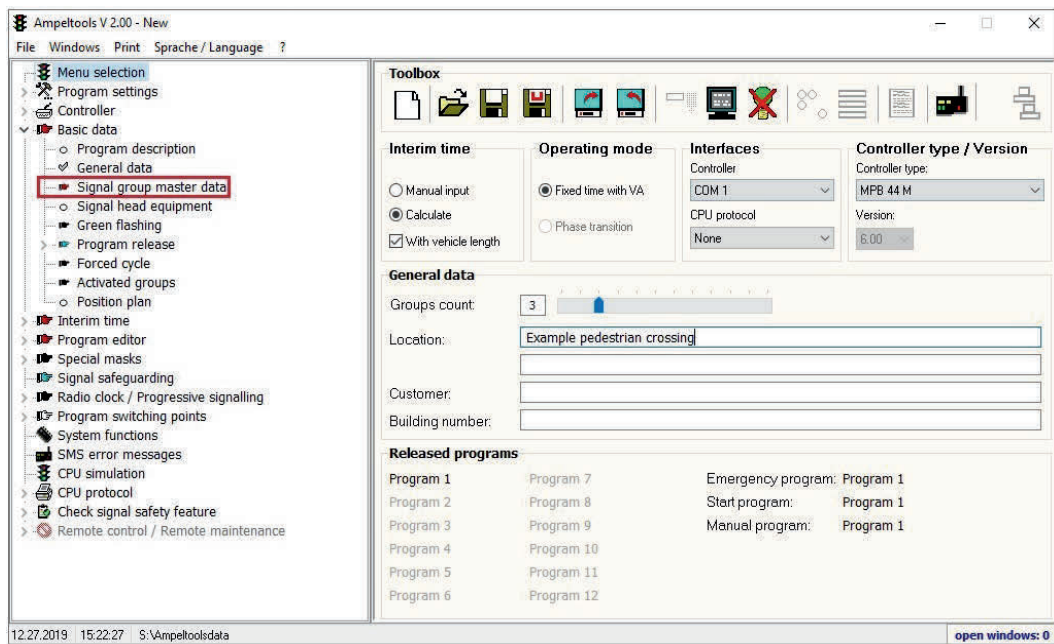 Ampeltools V 2.00 - New
File Windows Print Sprache / Language ?
Menu selection
Program settings
Controller
Basic data
Program description
General data
Signal group master data
Signal head equipment
Green flashing
Program release
Forced cycle
Activated groups
Position plan
Interim time
Program editor
Special masks
Signal safeguarding
Radio clock / Progressive signalling
Program switching points
System functions
SMS error messages
CPU simulation
CPU protocol
Check signal safety feature
Remote control / Remote maintenance
Toolbox
Interim time
Manual input
Calculate
With vehicle length
Operating mode
Fixed time with VA
Phase transition
Interfaces
Controller
COM 1
CPU protocol
None
Controller type / Version
Controller type:
MPB 44 M
Version:
6.00
General data
Groups count: 3
Location: Example pedestrian crossing
Customer:
Building number:
Released programs
Program 1 Program 7 Emergency program: Program 1
Program 2 Program 8 Start program: Program 1
Program 3 Program 9 Manual program: Program 1
Program 4 Program 10
Program 5 Program 11
Program 6 Program 12
12.27.2019 15:22:27 S:\Ampeltoolsdata open windows: 0